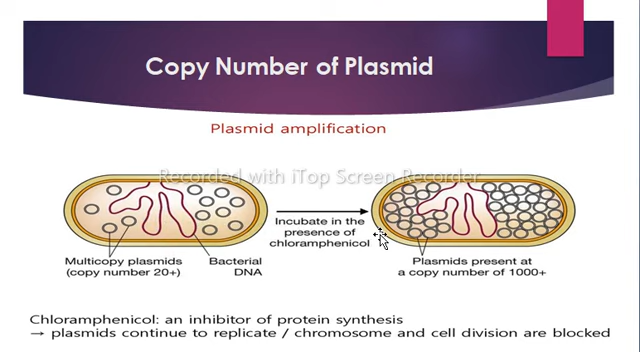 Copy Number of Plasmid
Plasmid amplification
Recorded with iTop Screen Recorder
Incubate in the
presence of
chloramphenicol
Multicopy plasmids
(copy number 20+)
Bacterial
DNA
Plasmids present at
a copy number of 1000+
Chloramphenicol: an inhibitor of protein synthesis
→ plasmids continue to replicate / chromosome and cell division are blocked